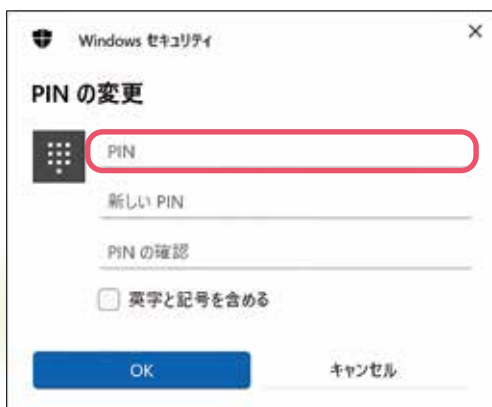 Windows セキュリティ
PIN の変更
PIN
新しい PIN
PIN の確認
英字と記号を含める
OK キャンセル